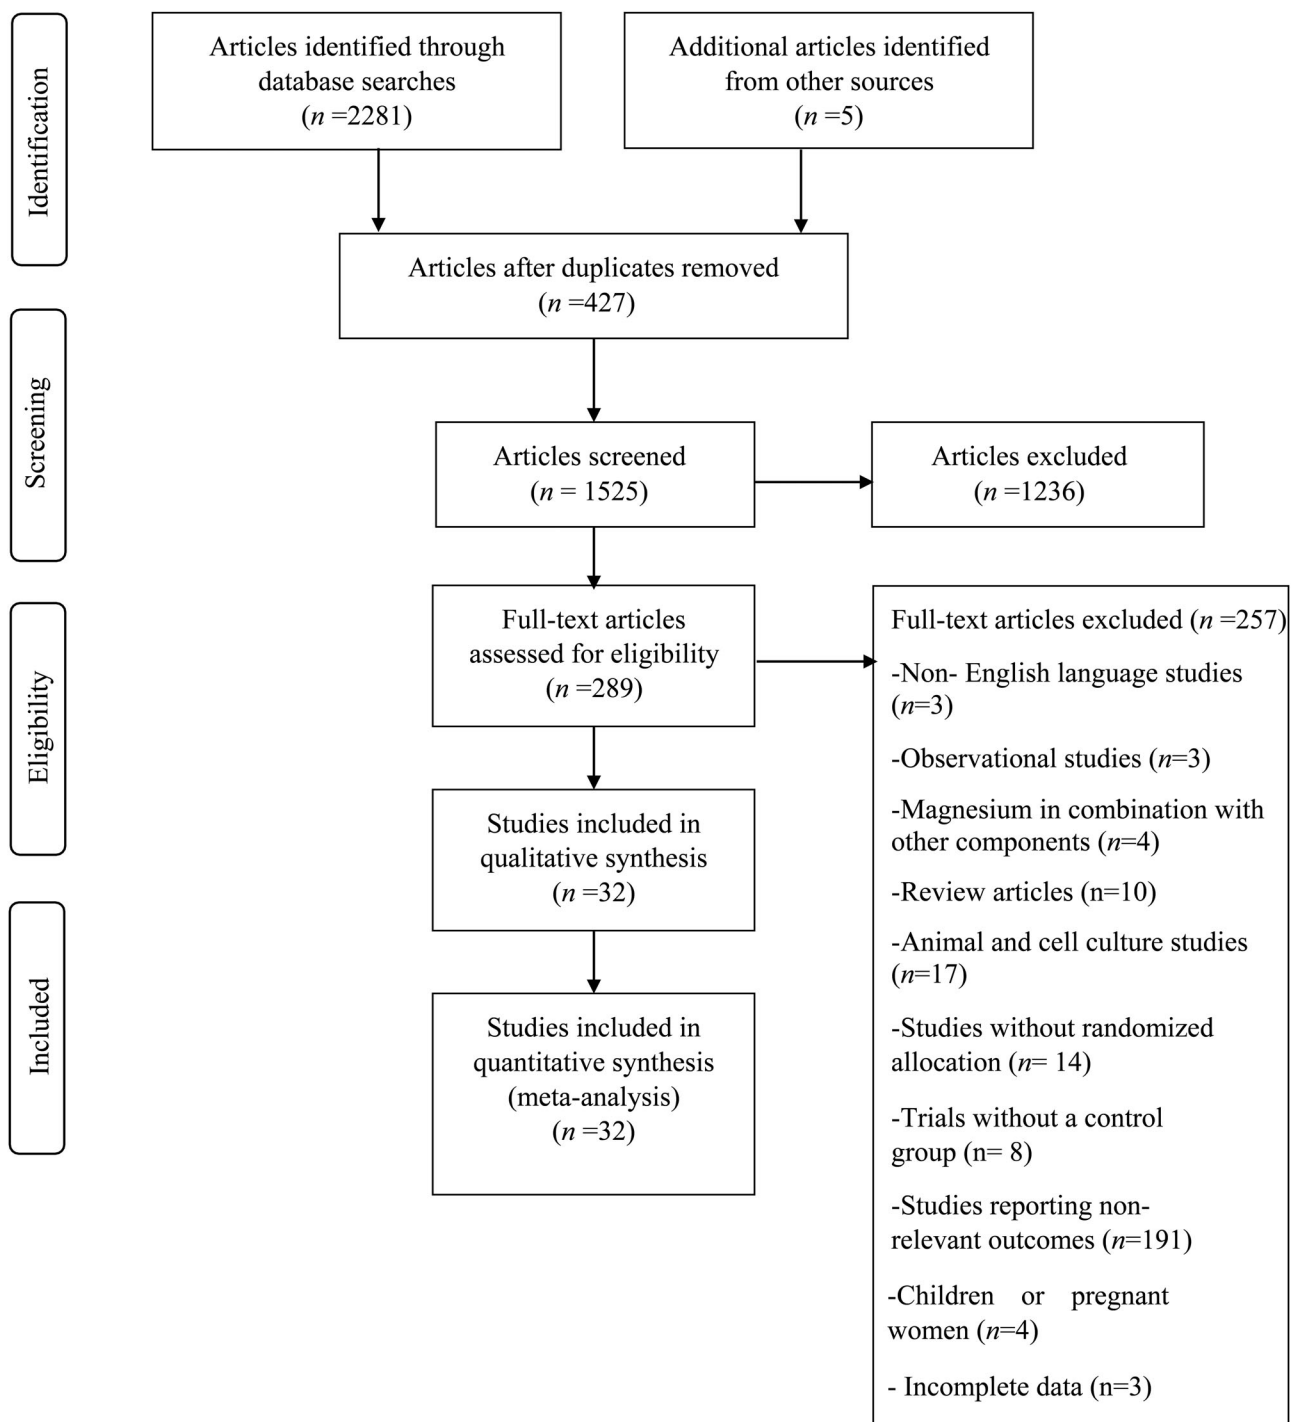 Identification
Articles identified through
database searches
(n =2281)
Additional articles identified
from other sources
(n =5)
Articles after duplicates removed
(n =427)
Screening
Articles screened
(n = 1525)
Articles excluded
(n =1236)
Eligibility
Full-text articles
assessed for eligibility
(n =289)
Full-text articles excluded (n =257)
-Non- English language studies
(n=3)
-Observational studies (n=3)
-Magnesium in combination with
other components (n=4)
-Review articles (n=10)
-Animal and cell culture studies
(n=17)
-Studies without randomized
allocation (n= 14)
-Trials without a control
group (n= 8)
-Studies reporting non-
relevant outcomes (n=191)
-Children or pregnant
women (n=4)
- Incomplete data (n=3)
Studies included in
qualitative synthesis
(n =32)
Included
Studies included in
quantitative synthesis
(meta-analysis)
(n =32)